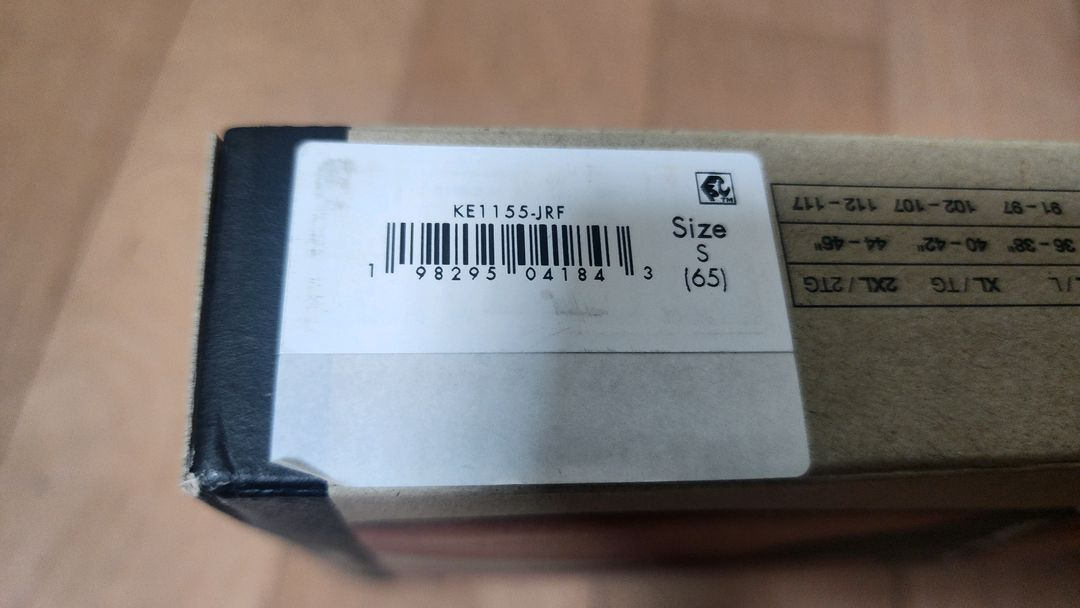 KE1155-JRF
1 98295 04184 3
TM
Size
S
(65)
L/L XL/TG 2XL/2TG
36-38" 40-42" 44-46"
91-97 102-107 112-117